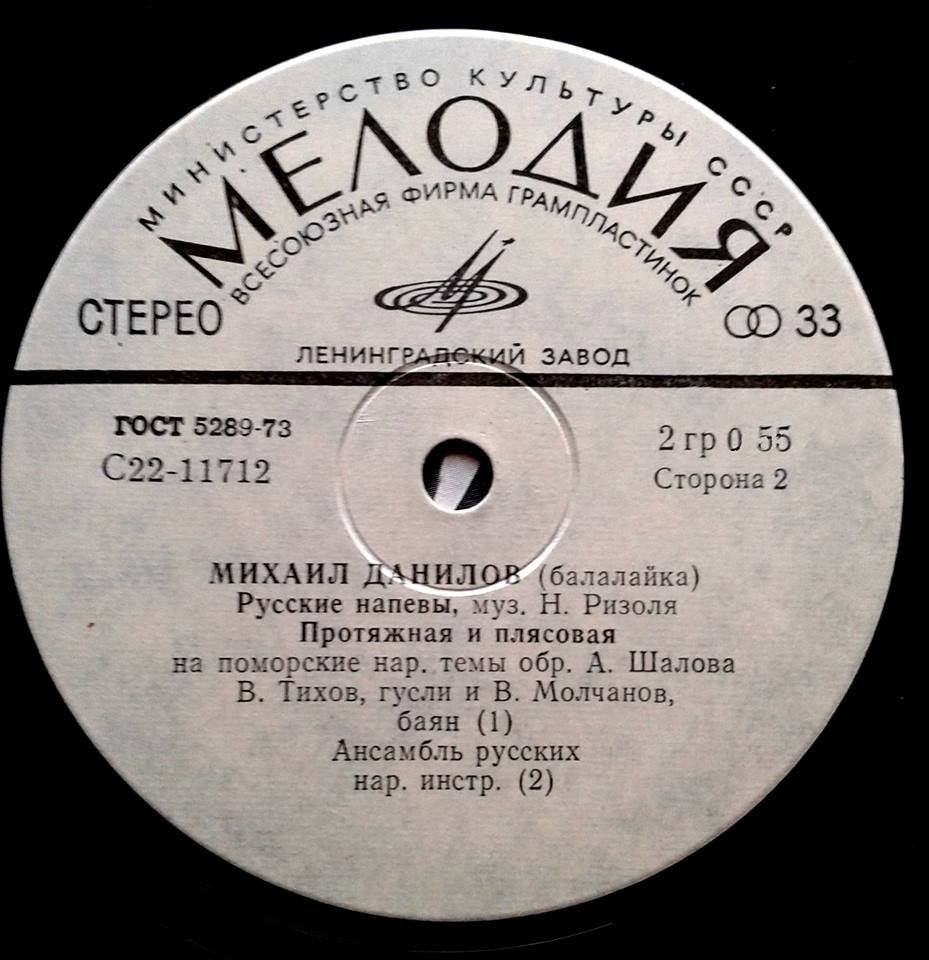 МИНИСТЕРСТВО КУЛЬТУРЫ СССР
МЕЛОДИЯ
ВСЕСОЮЗНАЯ ФИРМА ГРАМПЛАСТИНОК
СТЕРЕО
33
ЛЕНИНГРАДСКИЙ ЗАВОД
ГОСТ 5289-73
С22-11712
2 гр 0 55
Сторона 2
МИХАИЛ ДАНИЛОВ (балалайка)
Русские напевы, муз. Н. Ризоля
Протяжная и плясовая
на поморские нар. темы обр. А. Шалова
В. Тихов, гусли и В. Молчанов,
баян (1)
Ансамбль русских
нар. инстр. (2)